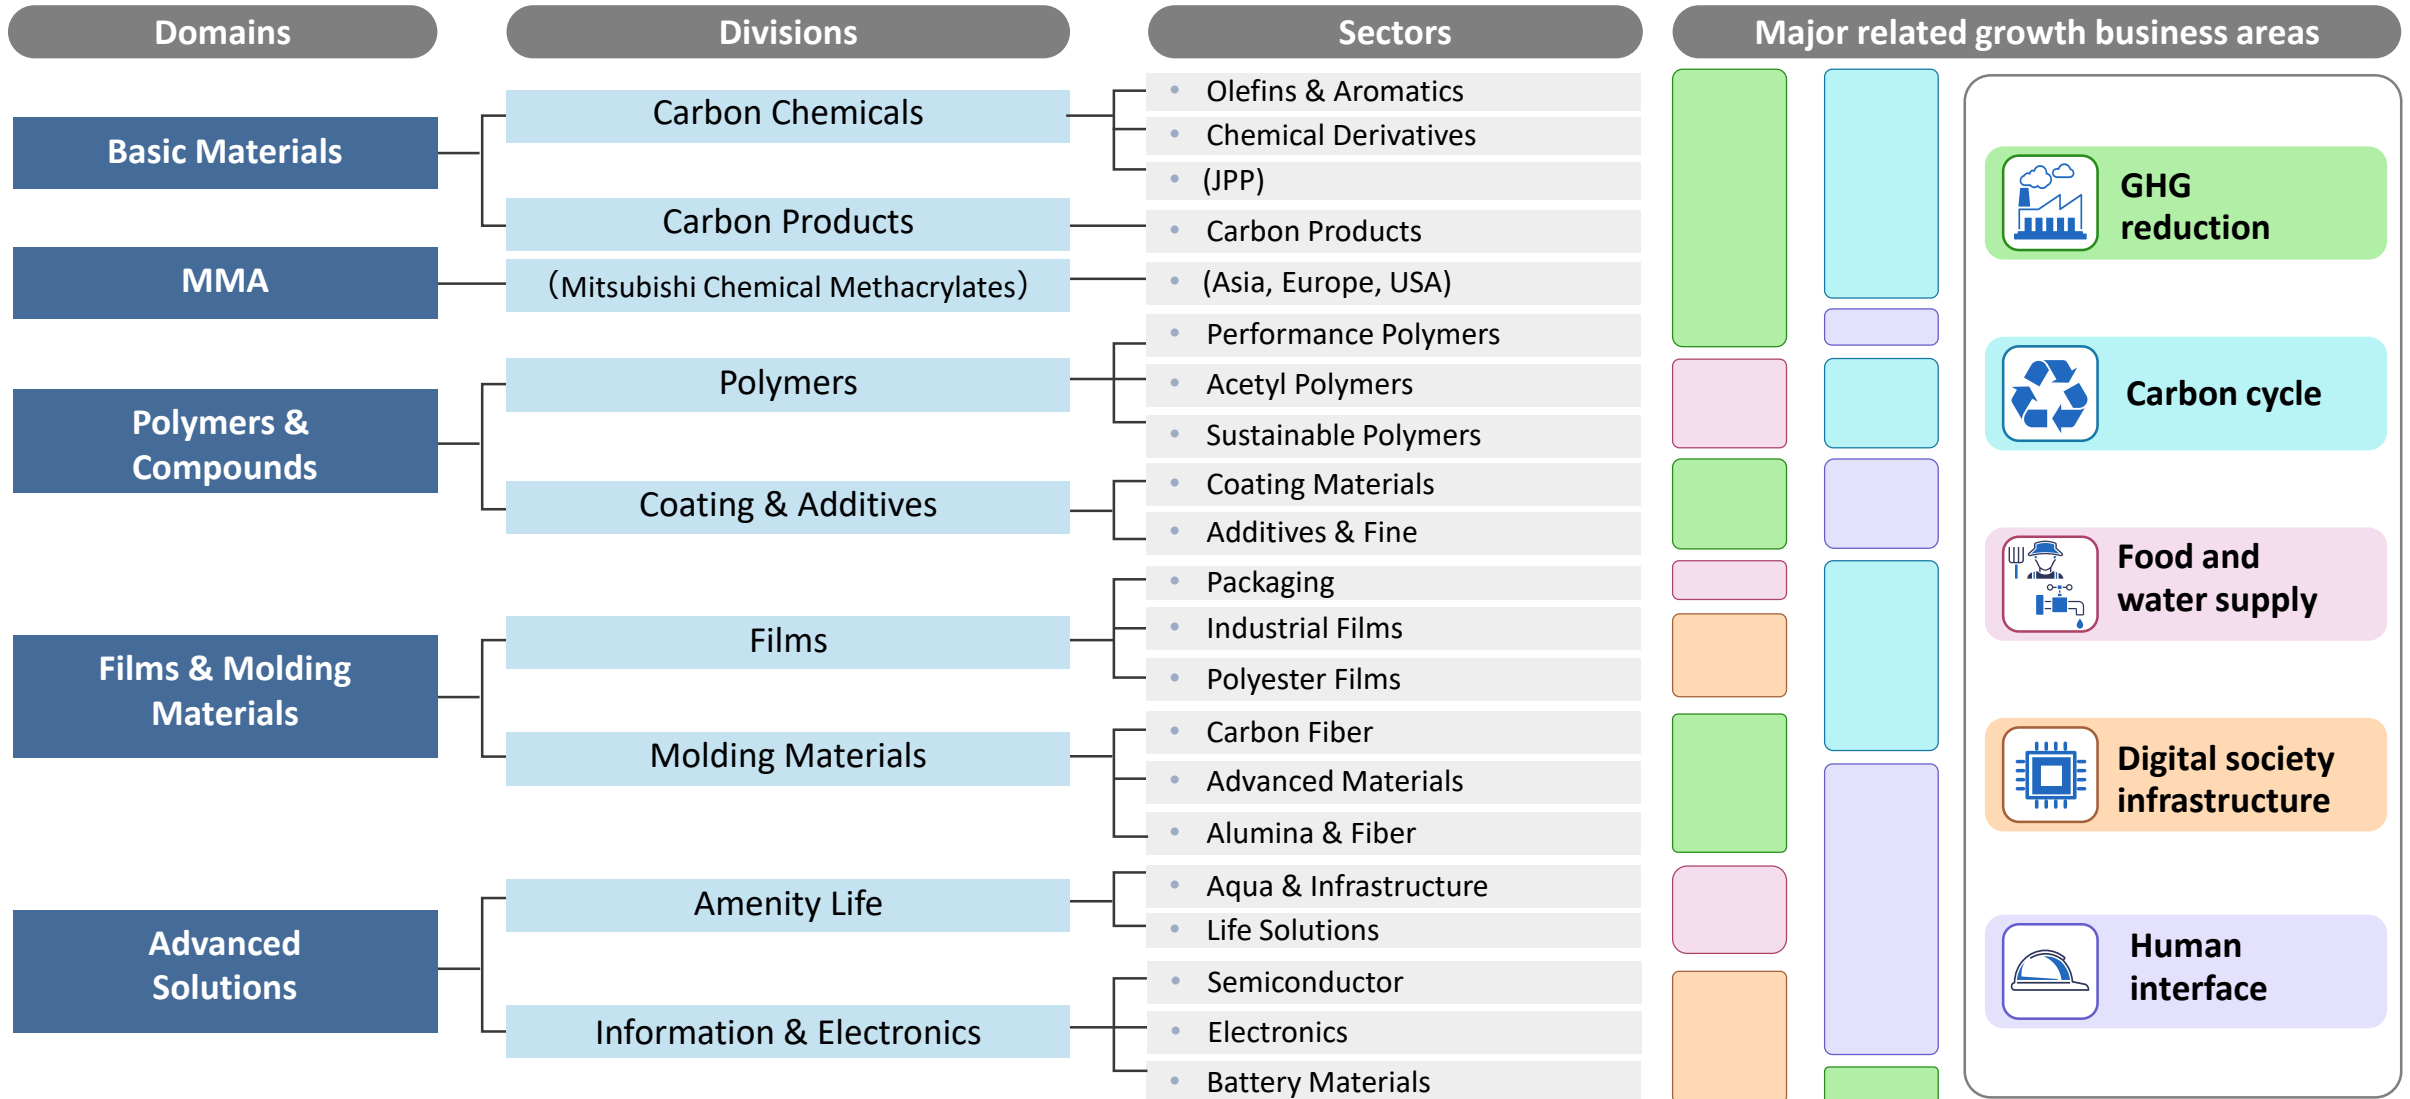 Domains
Divisions
Sectors
Major related growth business areas
Basic Materials
MMA
Polymers &
Compounds
Films & Molding
Materials
Advanced
Solutions
Carbon Chemicals
Carbon Products
（Mitsubishi Chemical Methacrylates）
Polymers
Coating & Additives
Films
Molding Materials
Amenity Life
Information & Electronics
• Olefins & Aromatics
• Chemical Derivatives
• (JPP)
• Carbon Products
• (Asia, Europe, USA)
• Performance Polymers
• Acetyl Polymers
• Sustainable Polymers
• Coating Materials
• Additives & Fine
• Packaging
• Industrial Films
• Polyester Films
• Carbon Fiber
• Advanced Materials
• Alumina & Fiber
• Aqua & Infrastructure
• Life Solutions
• Semiconductor
• Electronics
• Battery Materials
GHG
reduction
Carbon cycle
Food and
water supply
Digital society
infrastructure
Human
interface